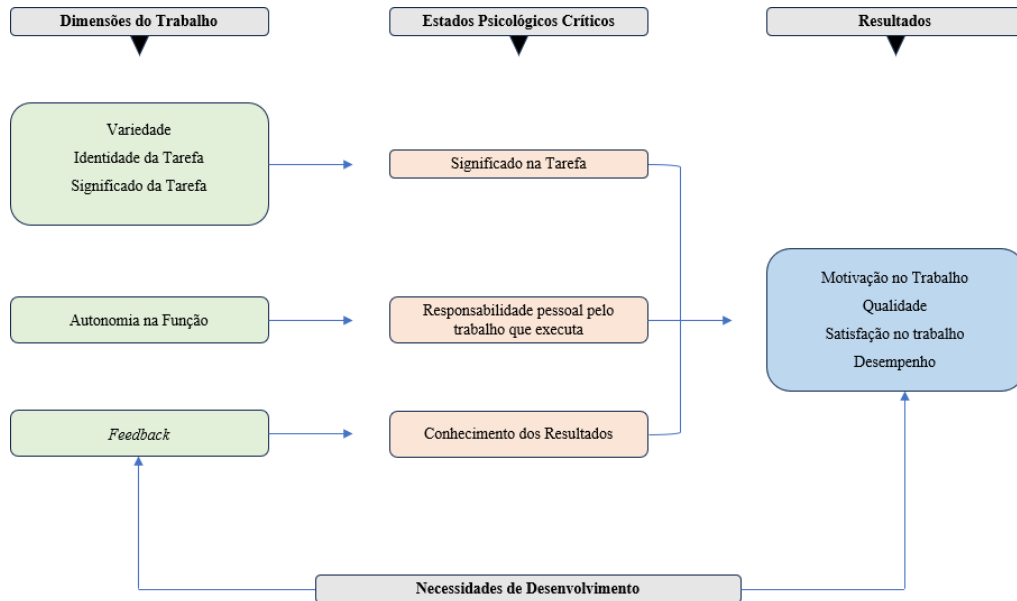 Dimensões do Trabalho
Estados Psicológicos Críticos
Resultados
Variedade
Identidade da Tarefa
Significado da Tarefa
Significado na Tarefa
Autonomia na Função
Responsabilidade pessoal pelo
trabalho que executa
Motivação no Trabalho
Qualidade
Satisfação no trabalho
Desempenho
Feedback
Conhecimento dos Resultados
Necessidades de Desenvolvimento